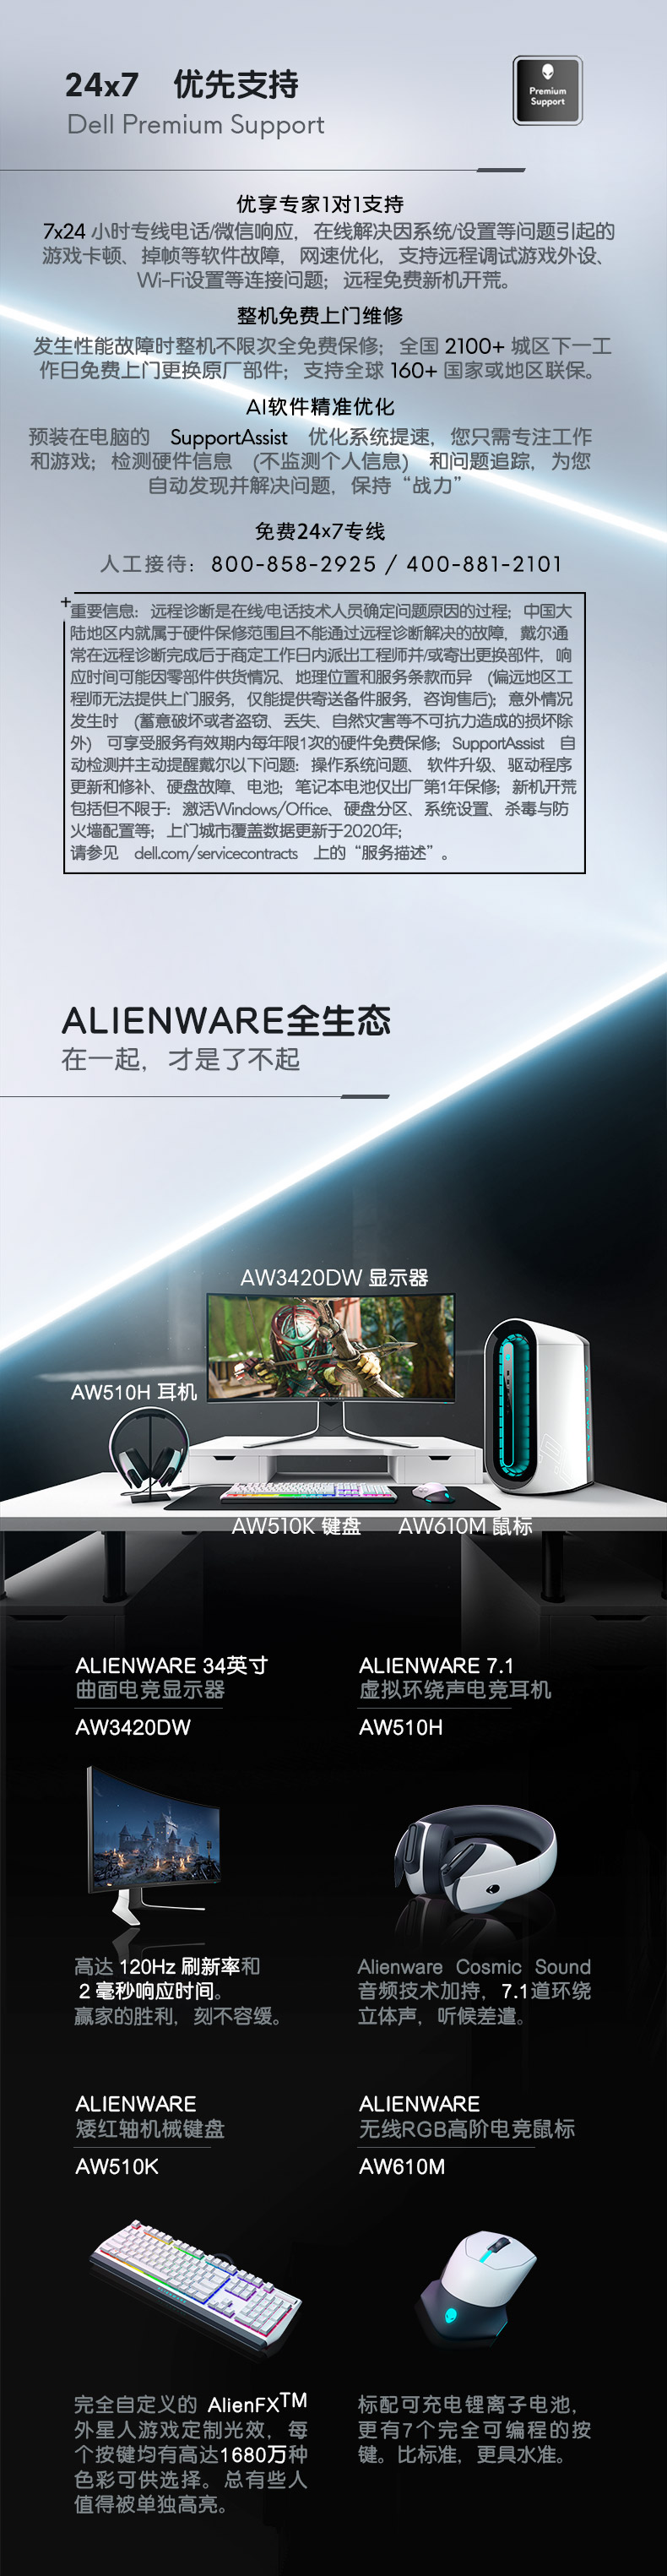 24x7 优先支持
Dell Premium Support
Premium
Support
优享专家1对1支持
7x24 小时专线电话/微信响应，在线解决因系统/设置等问题引起的
游戏卡顿、掉帧等软件故障，网速优化，支持远程调试游戏外设、
Wi-Fi设置等连接问题；远程免费新机开荒。
整机免费上门维修
发生性能故障时整机不限次全免费保修；全国 2100+ 城区下一工
作日免费上门更换原厂部件；支持全球 160+ 国家或地区联保。
AI软件精准优化
预装在电脑的 SupportAssist 优化系统提速，您只需专注工作
和游戏；检测硬件信息（不监测个人信息）和问题追踪，为您
自动发现并解决问题，保持“战力”
免费24x7专线
人工接待：800-858-2925 / 400-881-2101
重要信息：远程诊断是在线/电话技术人员确定问题原因的过程；中国大
陆地区内就属于硬件保修范围且不能通过远程诊断解决的故障，戴尔通
常在远程诊断完成后于商定工作日内派出工程师并/或寄出更换部件，响
应时间可能因零部件供货情况、地理位置和服务条款而异（偏远地区工
程师无法提供上门服务，仅能提供寄送备件服务，咨询售后)；意外情况
发生时（蓄意破坏或者盗窃、丢失、自然灾害等不可抗力造成的损坏除
外）可享受服务有效期内每年限1次的硬件免费保修；SupportAssist 自
动检测并主动提醒戴尔以下问题：操作系统问题、软件升级、驱动程序
更新和修补、硬盘故障、电池；笔记本电池仅出厂第1年保修；新机开荒
包括但不限于：激活Windows/Office、硬盘分区、系统设置、杀毒与防
火墙配置等；上门城市覆盖数据更新于2020年；
请参见 dell.com/servicecontracts 上的“服务描述”。
ALIENWARE全生态
在一起，才是了不起
AW3420DW 显示器
AW510H 耳机
AW510K 键盘 AW610M 鼠标
ALIENWARE 34英寸
曲面电竞显示器
AW3420DW
ALIENWARE 7.1
虚拟环绕声电竞耳机
AW510H
高达 120Hz 刷新率和
2 毫秒响应时间。
赢家的胜利，刻不容缓。
Alienware Cosmic Sound
音频技术加持，7.1道环绕
立体声，听候差遣。
ALIENWARE
矮红轴机械键盘
AW510K
ALIENWARE
无线RGB高阶电竞鼠标
AW610M
完全自定义的 AlienFX™
外星人游戏定制光效，每
个按键均有高达1680万种
色彩可供选择。总有些人
值得被单独高亮。
标配可充电锂离子电池，
更有7个完全可编程的按
键。比标准，更具水准。